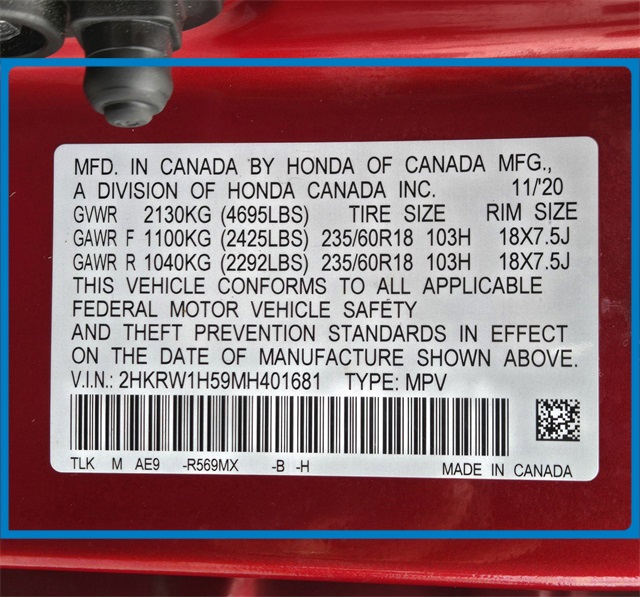 MFD. IN CANADA BY HONDA OF CANADA MFG.,
A DIVISION OF HONDA CANADA INC. 11/'20
GVWR 2130KG (4695LBS) TIRE SIZE RIM SIZE
GAWR F 1100KG (2425LBS) 235/60R18 103H 18X7.5J
GAWR R 1040KG (2292LBS) 235/60R18 103H 18X7.5J
THIS VEHICLE CONFORMS TO ALL APPLICABLE
FEDERAL MOTOR VEHICLE SAFETY
AND THEFT PREVENTION STANDARDS IN EFFECT
ON THE DATE OF MANUFACTURE SHOWN ABOVE.
V.I.N.: 2HKRW1H59MH401681 TYPE: MPV
TLK M AE9 -R569MX -B -H MADE IN CANADA